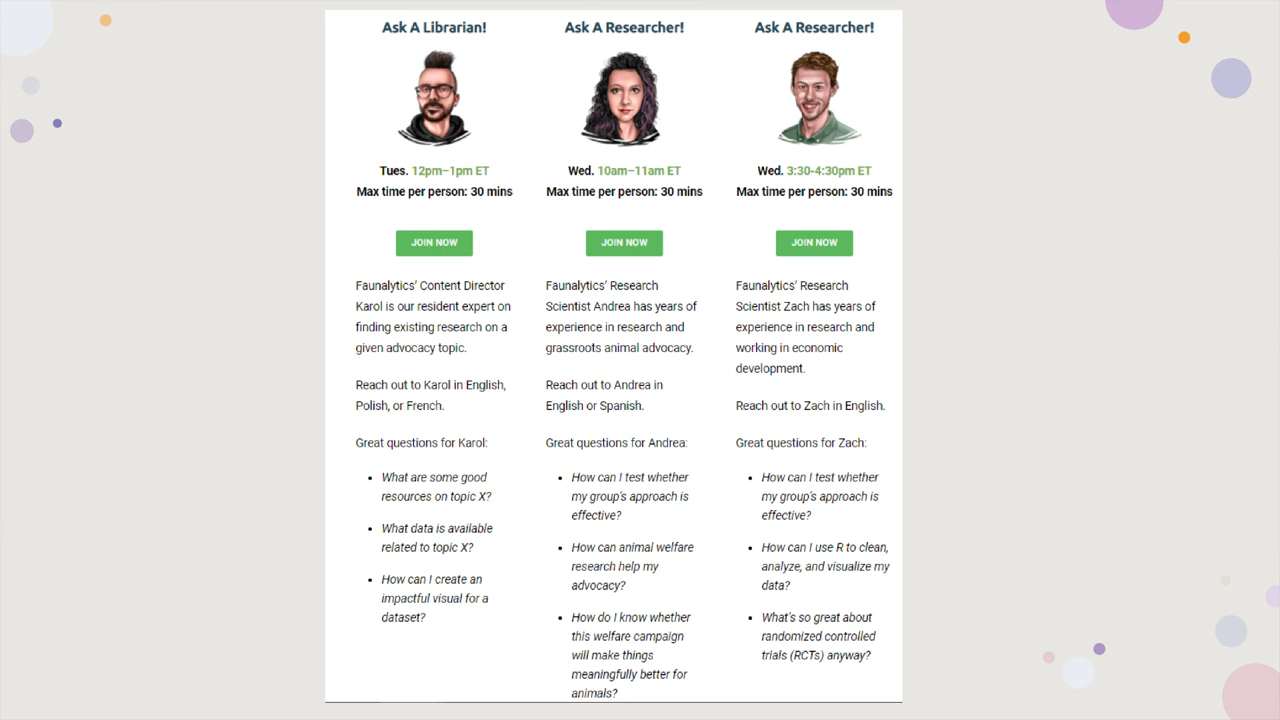 Ask A Librarian!
Tues. 12pm–1pm ET
Max time per person: 30 mins
JOIN NOW
Faunalytics’ Content Director
Karol is our resident expert on
finding existing research on a
given advocacy topic.
Reach out to Karol in English,
Polish, or French.
Great questions for Karol:
• What are some good
resources on topic X?
• What data is available
related to topic X?
• How can I create an
impactful visual for a
dataset?
Ask A Researcher!
Wed. 10am–11am ET
Max time per person: 30 mins
JOIN NOW
Faunalytics’ Research
Scientist Andrea has years of
experience in research and
grassroots animal advocacy.
Reach out to Andrea in
English or Spanish.
Great questions for Andrea:
• How can I test whether
my group’s approach is
effective?
• How can animal welfare
research help my
advocacy?
• How do I know whether
this welfare campaign
will make things
meaningfully better for
animals?
Ask A Researcher!
Wed. 3:30-4:30pm ET
Max time per person: 30 mins
JOIN NOW
Faunalytics’ Research
Scientist Zach has years of
experience in research and
working in economic
development.
Reach out to Zach in English.
Great questions for Zach:
• How can I test whether
my group’s approach is
effective?
• How can I use R to clean,
analyze, and visualize my
data?
• What’s so great about
randomized controlled
trials (RCTs) anyway?